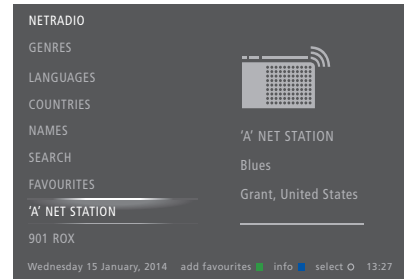 NETRADIO
GENRES
LANGUAGES
COUNTRIES
NAMES
SEARCH
FAVOURITES
'A' NET STATION
901 ROX
'A' NET STATION
Blues
Grant, United States
Wednesday 15 January, 2014 add favourites info select 13:27